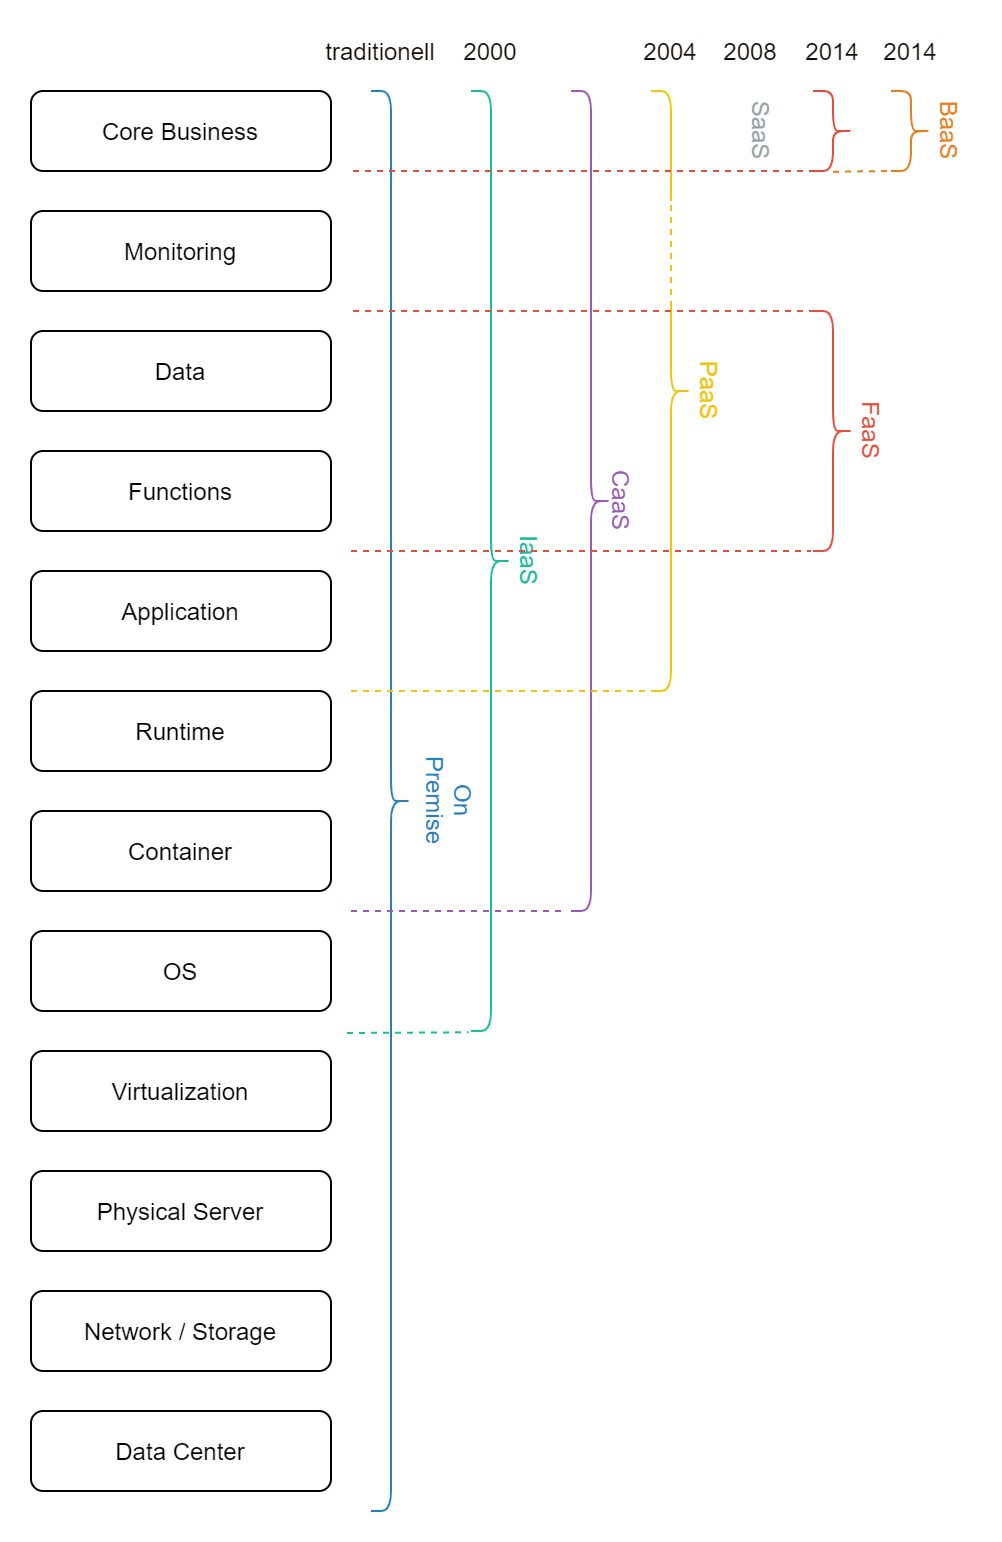 traditionell 2000 2004 2008 2014 2014
Core Business
SaaS
BaaS
Monitoring
Data
PaaS
FaaS
Functions
CaaS
IaaS
Application
Runtime
On
Premise
Container
OS
Virtualization
Physical Server
Network / Storage
Data Center